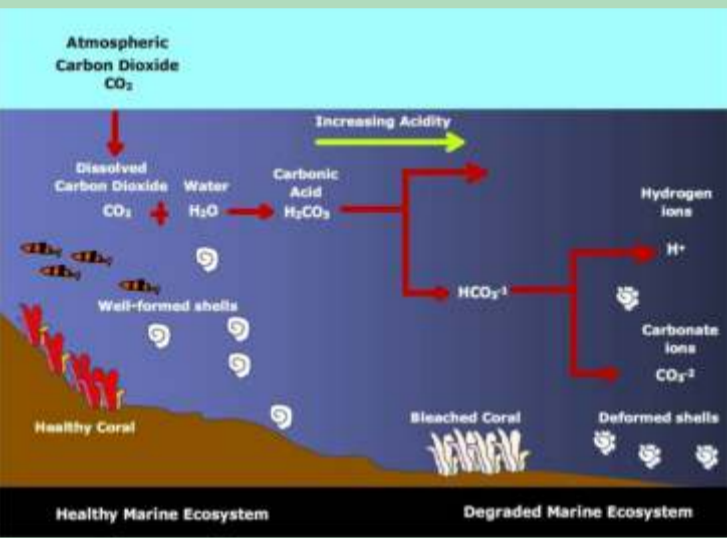 Atmospheric
Carbon Dioxide
CO₂
Increasing Acidity
Dissolved
Carbon Dioxide
CO₂
+
Water
H₂O
Carbonic
Acid
H₂CO₃
Hydrogen
ions
H⁺
HCO₃⁻¹
Well-formed shells
Carbonate
ions
CO₃⁻²
Healthy Coral
Bleached Coral
Deformed shells
Healthy Marine Ecosystem
Degraded Marine Ecosystem